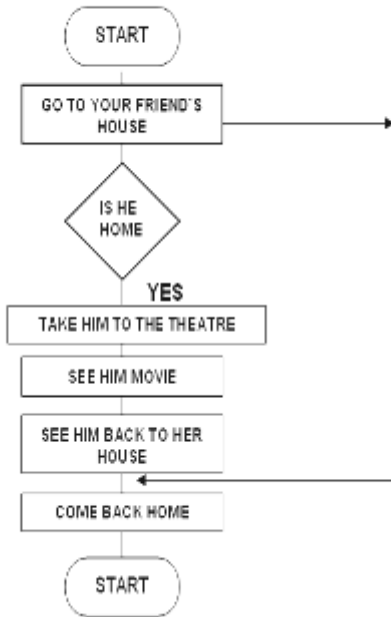 START
GO TO YOUR FRIEND'S
HOUSE
IS HE
HOME
YES
TAKE HIM TO THE THEATRE
SEE HIM MOVIE
SEE HIM BACK TO HER
HOUSE
COME BACK HOME
START